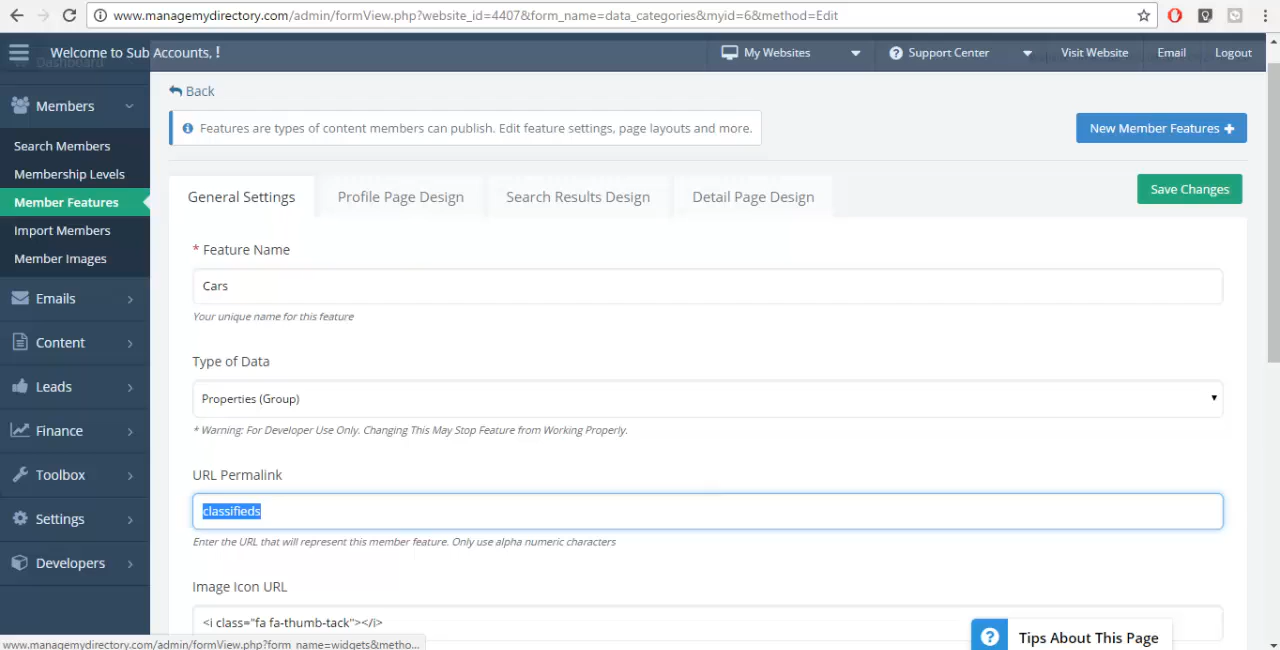 www.managemydirectory.com/admin/formView.php?website_id=4407&form_name=data_categories&myid=6&method=Edit
Welcome to Sub Accounts, !
My Websites
Support Center
Visit Website
Email
Logout
Dashboard
Members
Search Members
Membership Levels
Member Features
Import Members
Member Images
Emails
Content
Leads
Finance
Toolbox
Settings
Developers
Back
Features are types of content members can publish. Edit feature settings, page layouts and more.
New Member Features
General Settings
Profile Page Design
Search Results Design
Detail Page Design
Save Changes
* Feature Name
Cars
Your unique name for this feature
Type of Data
Properties (Group)
* Warning: For Developer Use Only. Changing This May Stop Feature from Working Properly.
URL Permalink
classifieds
Enter the URL that will represent this member feature. Only use alpha numeric characters
Image Icon URL
<i class="fa fa-thumb-tack"></i>
Tips About This Page
www.managemydirectory.com/admin/formView.php?form_name=widgets&metho...